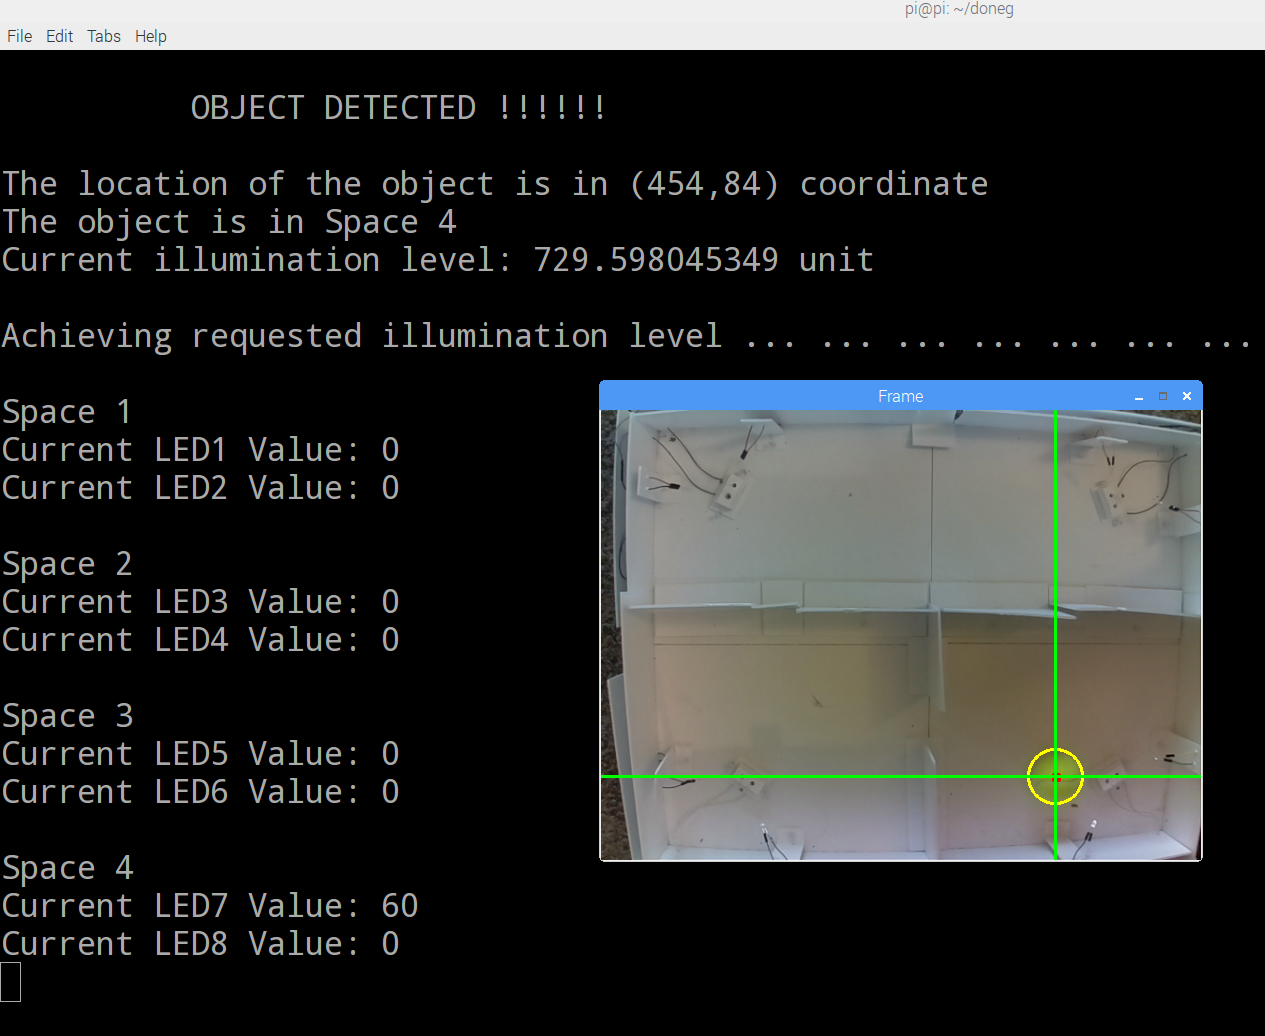 pi@pi: ~/doneg
File Edit Tabs Help
OBJECT DETECTED !!!!!!
The location of the object is in (454,84) coordinate
The object is in Space 4
Current illumination level: 729.598045349 unit
Achieving requested illumination level ... ... ... ... ... ... ...
Space 1
Current LED1 Value: 0
Current LED2 Value: 0
Space 2
Current LED3 Value: 0
Current LED4 Value: 0
Space 3
Current LED5 Value: 0
Current LED6 Value: 0
Space 4
Current LED7 Value: 60
Current LED8 Value: 0
Frame